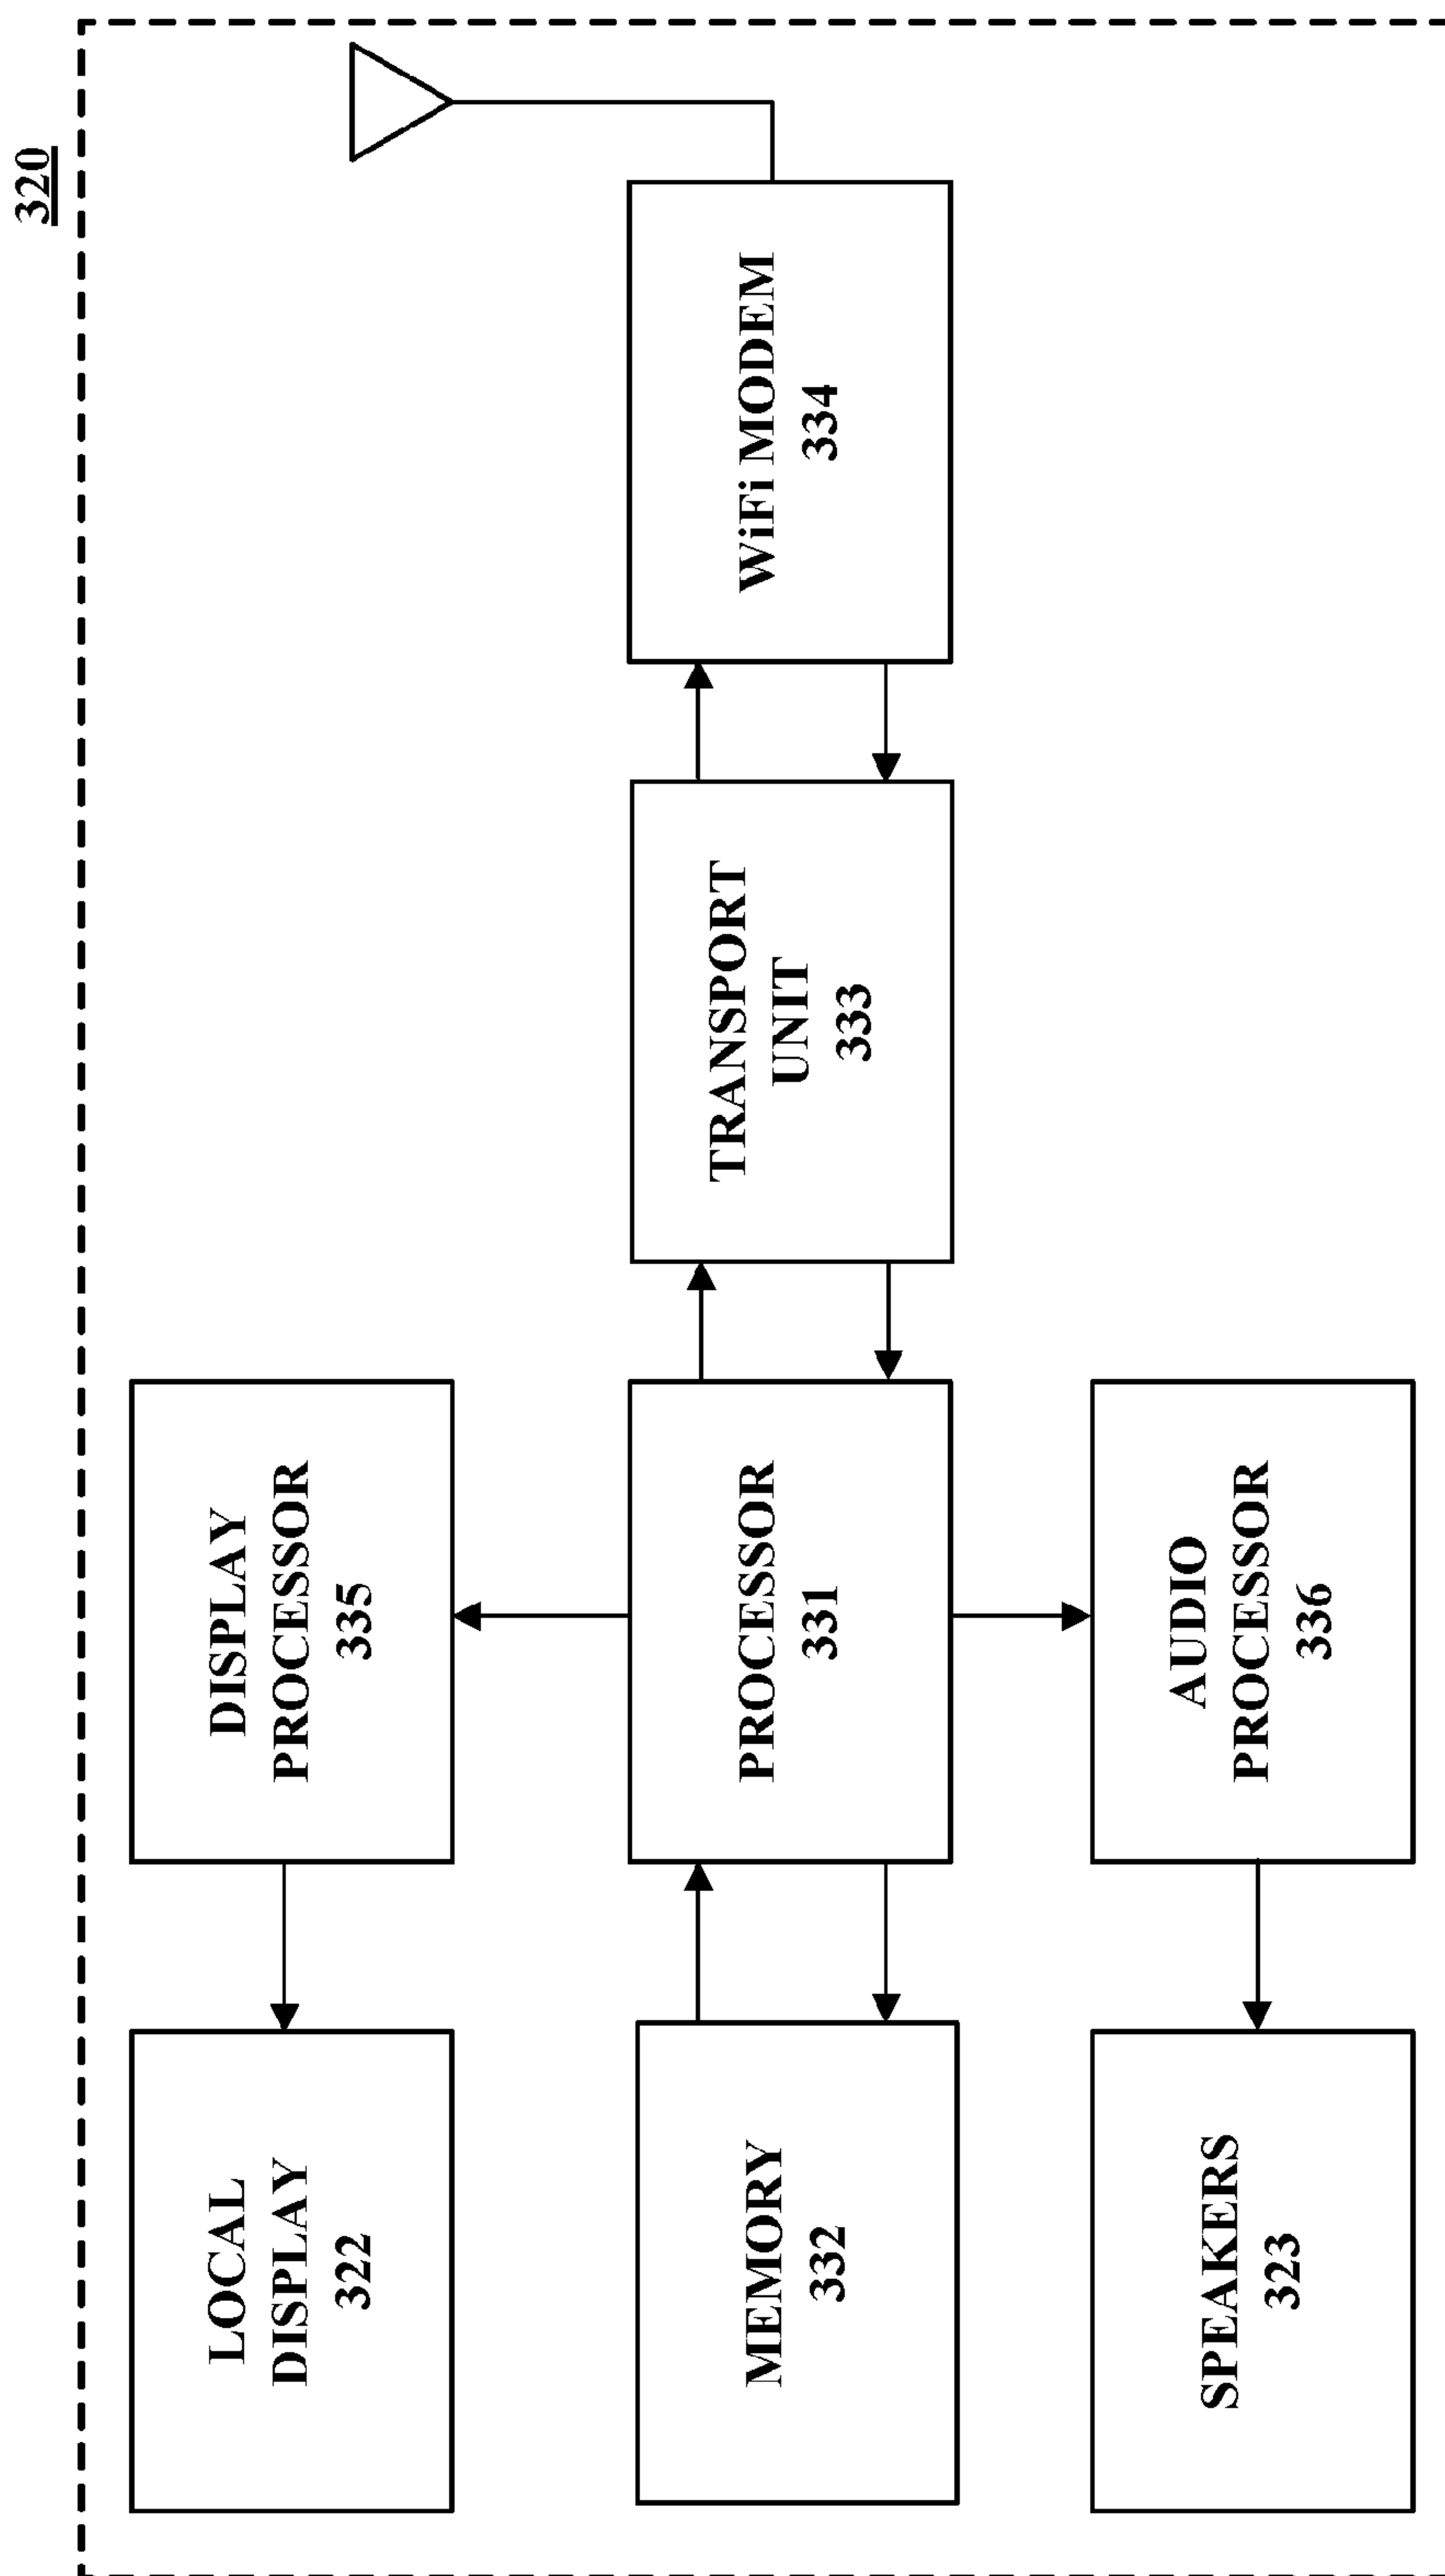 320
LOCAL
DISPLAY
322
DISPLAY
PROCESSOR
335
MEMORY
332
PROCESSOR
331
TRANSPORT
UNIT
333
WiFi MODEM
334
SPEAKERS
323
AUDIO
PROCESSOR
336